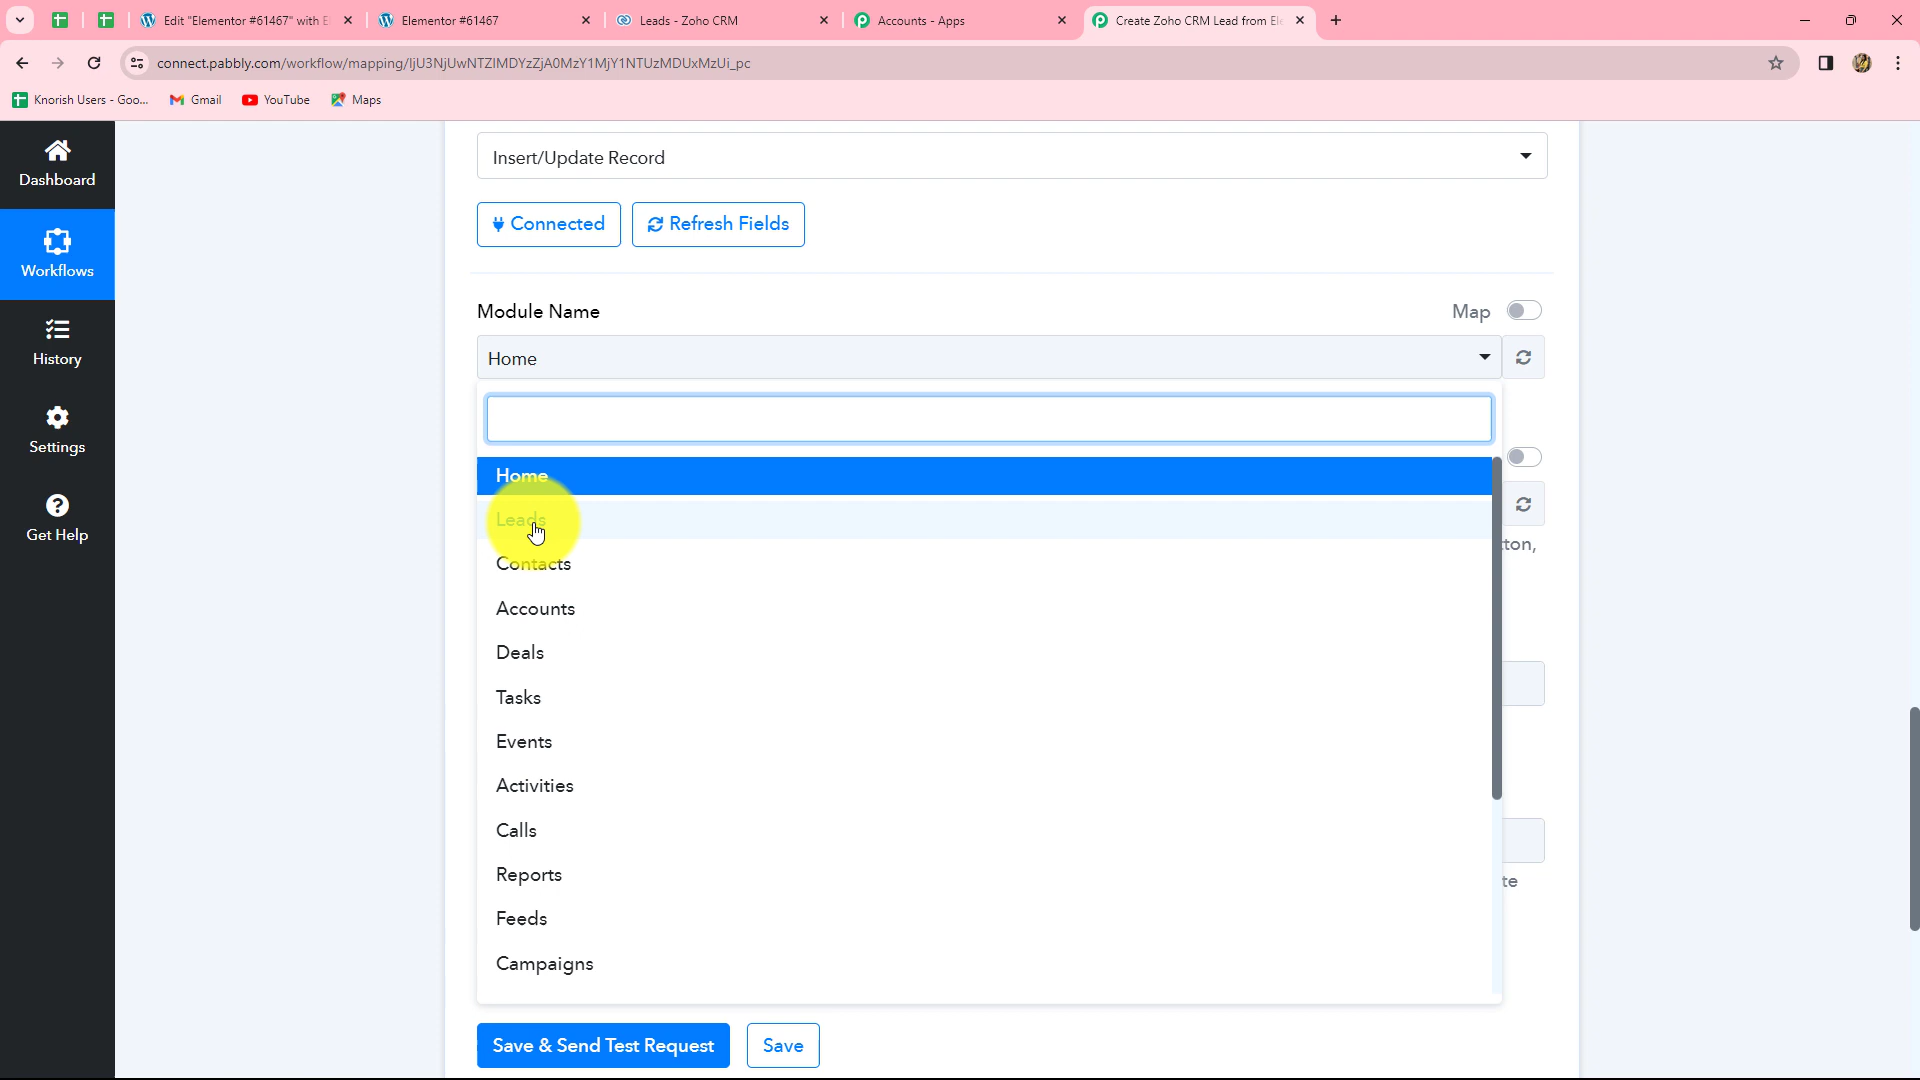 Edit "Elementor #61467" with E
Elementor #61467
Leads - Zoho CRM
Accounts - Apps
Create Zoho CRM Lead from Ele
connect.pabbly.com/workflow/mapping/IjU3NjUwNTZIMDYzZjA0MzY1MjY1NTUzMDUxMzUi_pc
Knorish Users - Goo...
Gmail
YouTube
Maps
Dashboard
Workflows
History
Settings
Get Help
Insert/Update Record
Connected
Refresh Fields
Module Name
Map
Home
Home
Leads
Contacts
Accounts
Deals
Tasks
Events
Activities
Calls
Reports
Feeds
Campaigns
ton,
te
Save & Send Test Request
Save